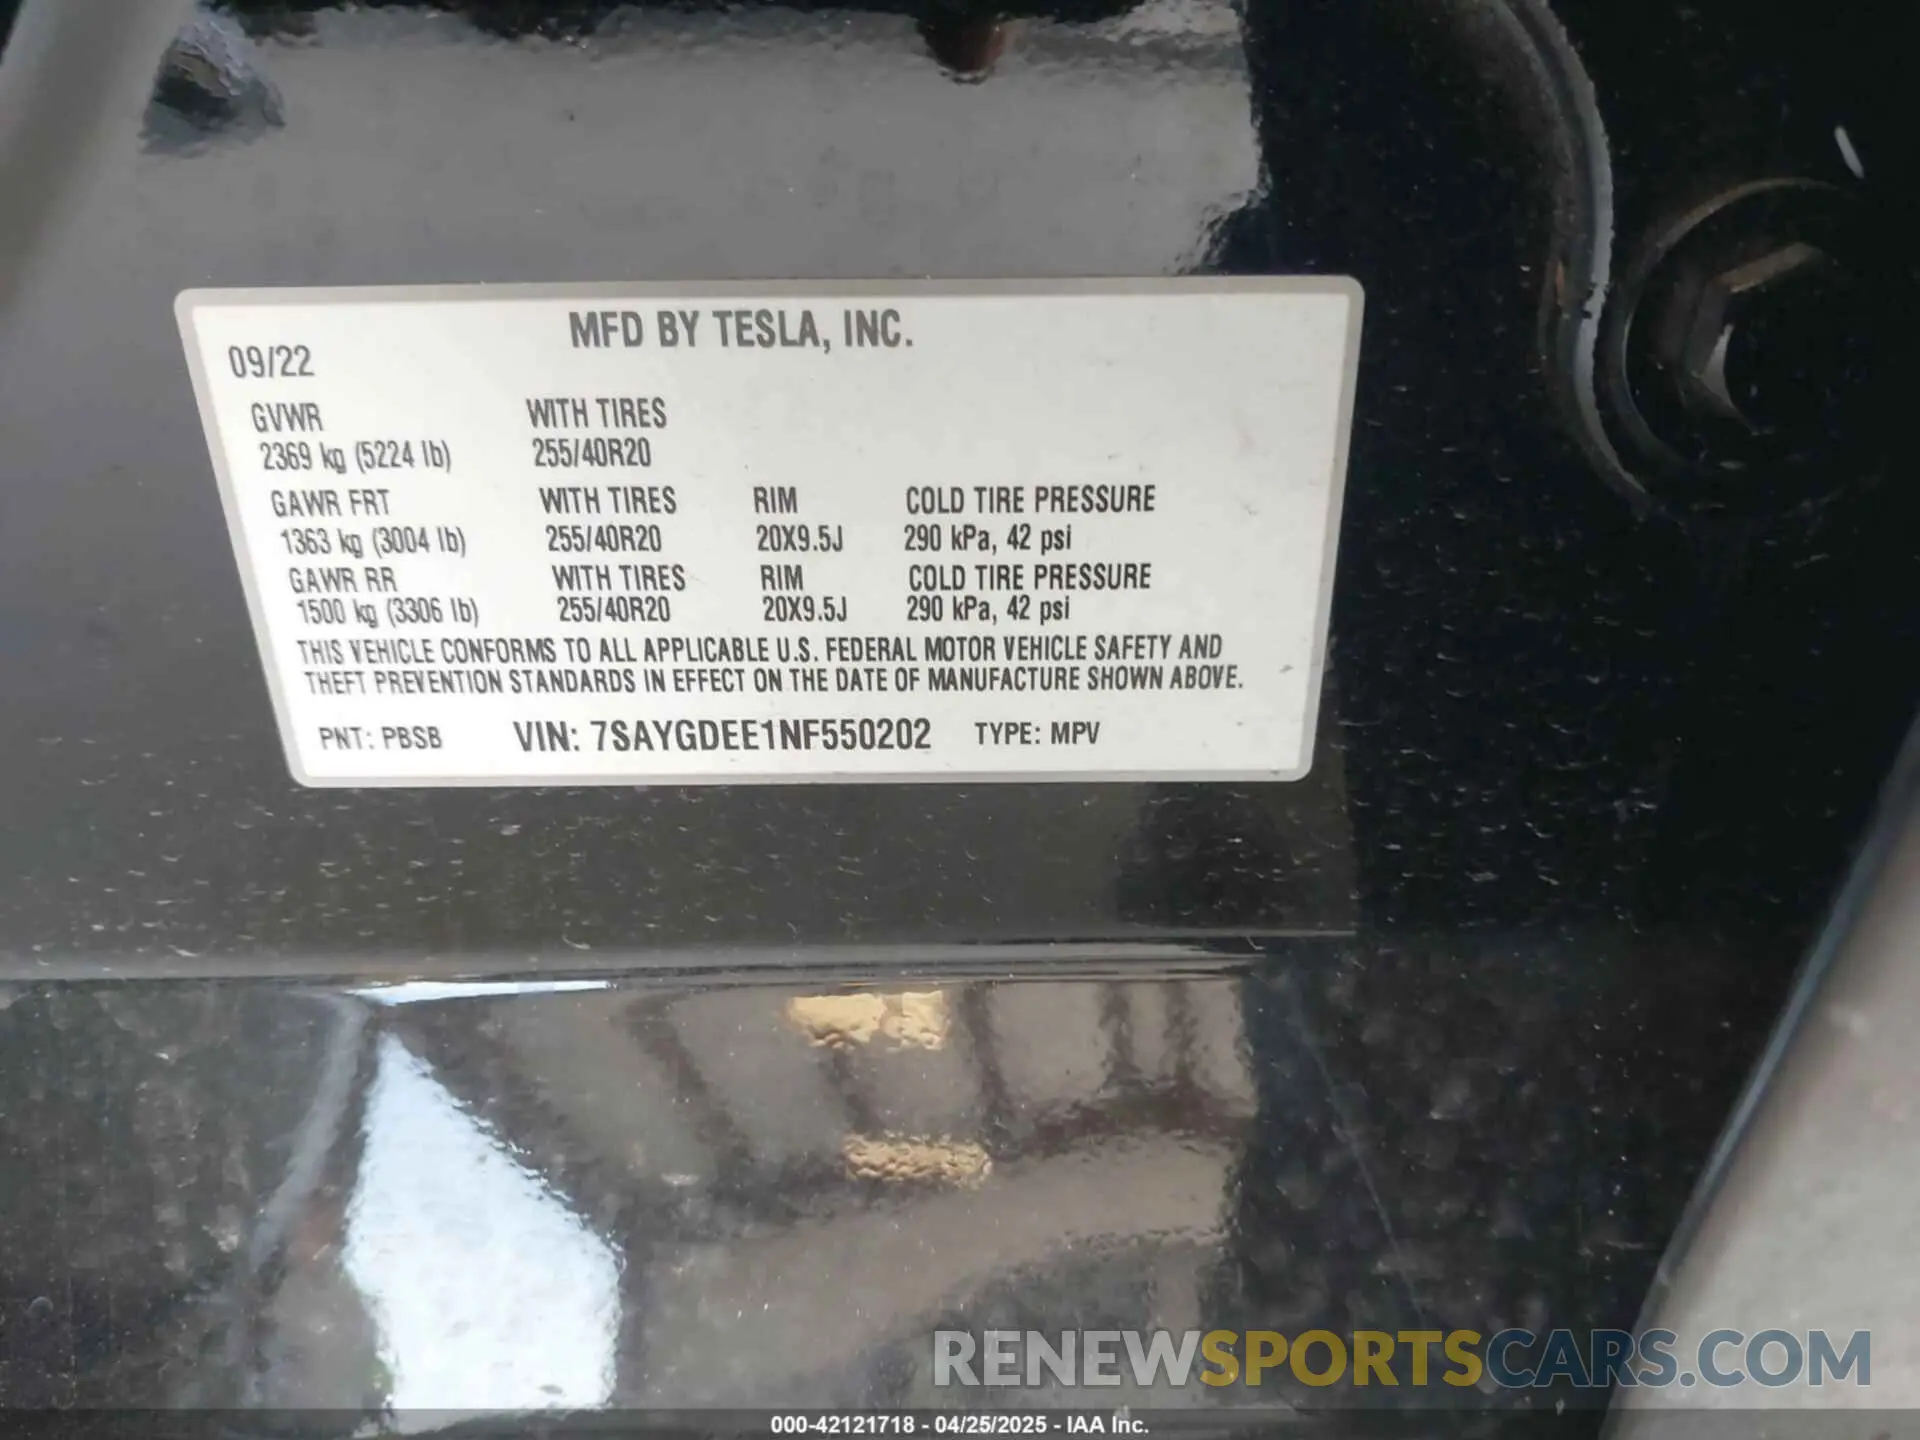 MFD BY TESLA, INC.
09/22
GVWR WITH TIRES
2369 kg (5224 lb) 255/40R20
GAWR FRT WITH TIRES RIM COLD TIRE PRESSURE
1363 kg (3004 lb) 255/40R20 20X9.5J 290 kPa, 42 psi
GAWR RR WITH TIRES RIM COLD TIRE PRESSURE
1500 kg (3306 lb) 255/40R20 20X9.5J 290 kPa, 42 psi
THIS VEHICLE CONFORMS TO ALL APPLICABLE U.S. FEDERAL MOTOR VEHICLE SAFETY AND
THEFT PREVENTION STANDARDS IN EFFECT ON THE DATE OF MANUFACTURE SHOWN ABOVE.
PNT: PBSB VIN: 7SAYGDEE1NF550202 TYPE: MPV
RENEWSPORTSCARS.COM
000-42121718 - 04/25/2025 - IAA Inc.